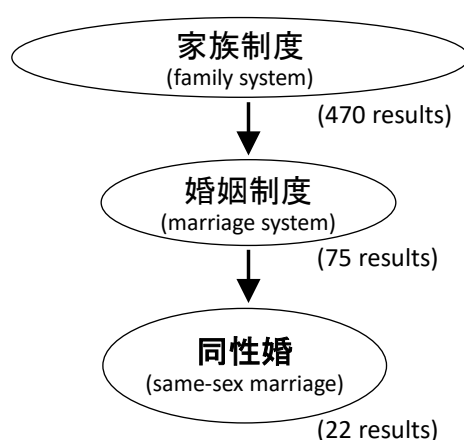 家族制度
(family system)
(470 results)
婚姻制度
(marriage system)
(75 results)
同性婚
(same-sex marriage)
(22 results)